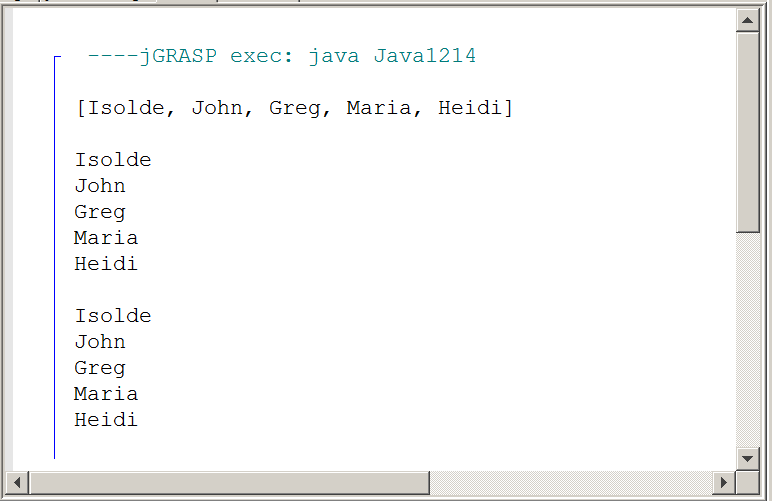 ----jGRASP exec: java Java1214
[Isolde, John, Greg, Maria, Heidi]
Isolde
John
Greg
Maria
Heidi
Isolde
John
Greg
Maria
Heidi